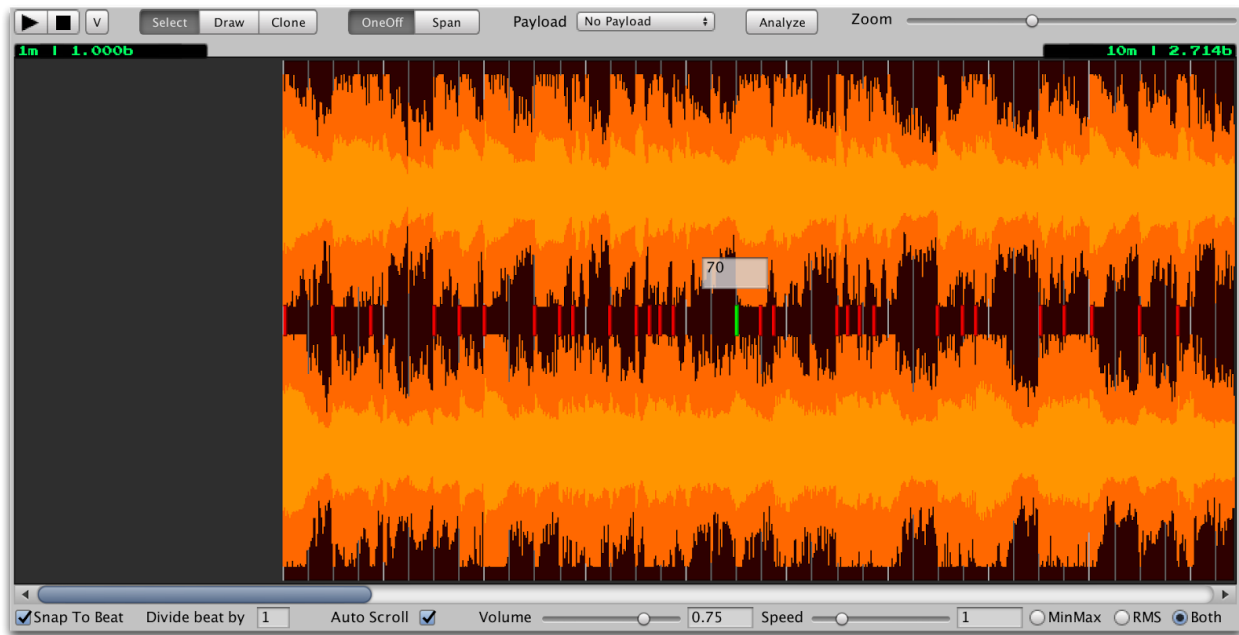 V Select Draw Clone OneOff Span Payload No Payload Analyze Zoom
1m | 1.000b 10m | 2.714b
70
Snap To Beat Divide beat by 1 Auto Scroll Volume 0.75 Speed 1 MinMax RMS Both